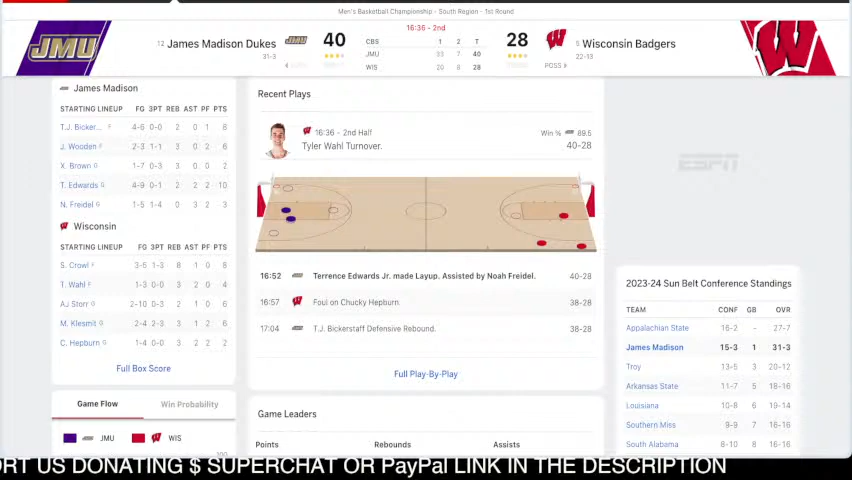 Men's Basketball Championship - South Region - 1st Round
12 James Madison Dukes
31-3
JMU
40
16:36 - 2nd
CBS 1 2 T
JMU 33 7 40
WIS 20 8 28
28
5 Wisconsin Badgers
22-13
POSS
James Madison
STARTING LINEUP FG 3PT REB AST PF PTS
T.J. Bicker... F 4-6 0-0 2 0 1 8
J. Wooden F 2-3 1-1 3 0 2 6
X. Brown G 1-7 0-3 3 0 0 2
T. Edwards G 4-9 0-1 2 2 2 10
N. Freidel G 1-5 1-4 0 3 2 3
Wisconsin
STARTING LINEUP FG 3PT REB AST PF PTS
S. Crowl F 3-5 1-3 8 1 0 8
T. Wahl F 1-3 0-0 3 2 0 4
AJ Storr G 2-10 0-3 2 1 0 6
M. Klesmit G 2-4 2-3 3 1 2 6
C. Hepburn G 1-4 0-0 3 2 2 2
Full Box Score
Game Flow Win Probability
JMU WIS
100
Recent Plays
16:36 - 2nd Half
Tyler Wahl Turnover.
Win % 89.5
40-28
16:52 Terrence Edwards Jr. made Layup. Assisted by Noah Freidel. 40-28
16:57 Foul on Chucky Hepburn. 38-28
17:04 T.J. Bickerstaff Defensive Rebound. 38-28
Full Play-By-Play
Game Leaders
Points Rebounds Assists
ESPN
2023-24 Sun Belt Conference Standings
TEAM CONF GB OVR
Appalachian State 16-2 - 27-7
James Madison 15-3 1 31-3
Troy 13-5 3 20-12
Arkansas State 11-7 5 18-16
Louisiana 10-8 6 19-14
Southern Miss 9-9 7 16-16
South Alabama 8-10 8 16-16
ORT US DONATING $ SUPERCHAT OR PayPal LINK IN THE DESCRIPTION